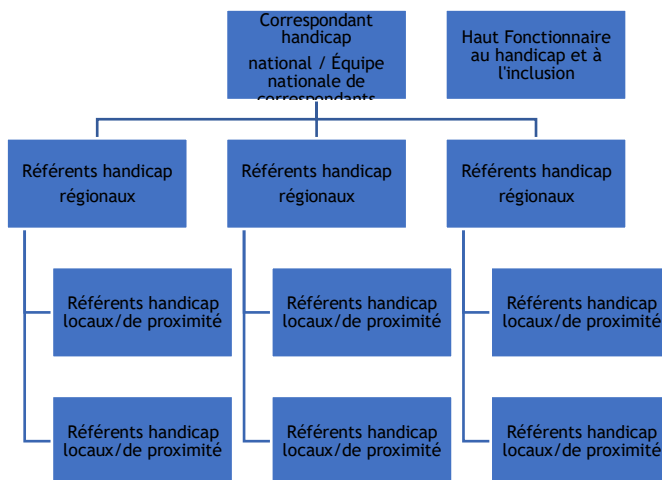 Correspondant
handicap
national / Équipe
nationale de
correspondants
Haut Fonctionnaire
au handicap et à
l'inclusion
Référents handicap
régionaux
Référents handicap
régionaux
Référents handicap
régionaux
Référents handicap
locaux/de proximité
Référents handicap
locaux/de proximité
Référents handicap
locaux/de proximité
Référents handicap
locaux/de proximité
Référents handicap
locaux/de proximité
Référents handicap
locaux/de proximité